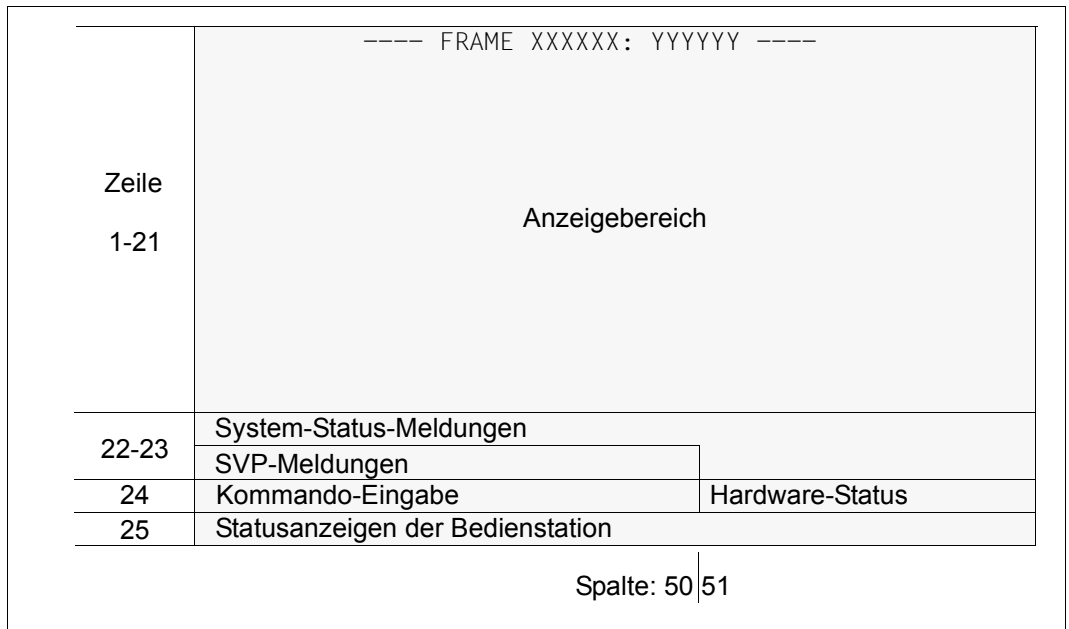 ---- FRAME XXXXXX: YYYYYY ----
Zeile
1-21
Anzeigebereich
22-23
System-Status-Meldungen
SVP-Meldungen
24 Kommando-Eingabe Hardware-Status
25 Statusanzeigen der Bedienstation
Spalte: 50 51